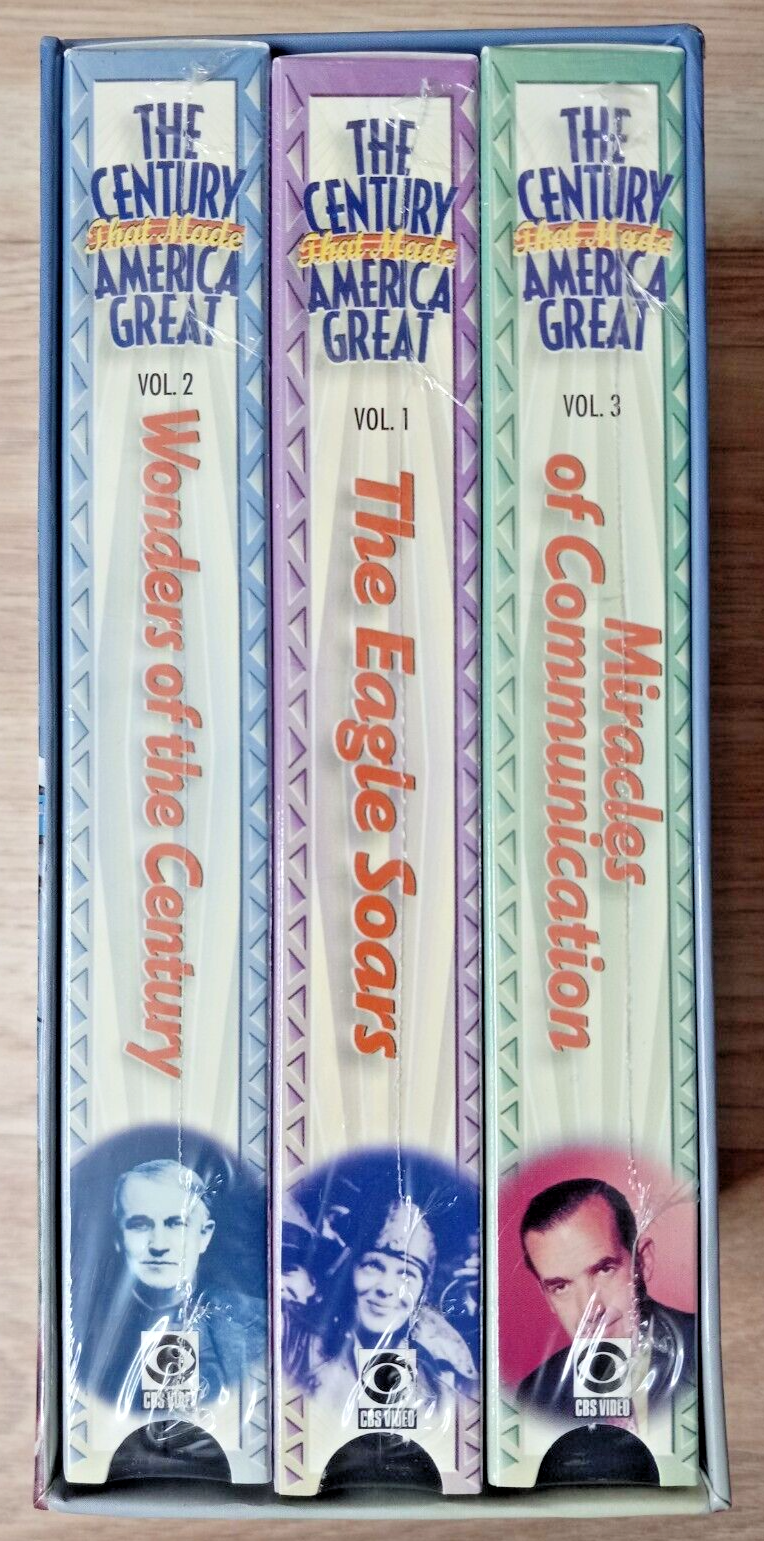 THE
CENTURY
That Made
AMERICA
GREAT
VOL. 2
Wonders of the Century
CBS VIDEO
THE
CENTURY
That Made
AMERICA
GREAT
VOL. 1
The Eagle Soars
CBS VIDEO
THE
CENTURY
That Made
AMERICA
GREAT
VOL. 3
Miracles
of Communication
CBS VIDEO